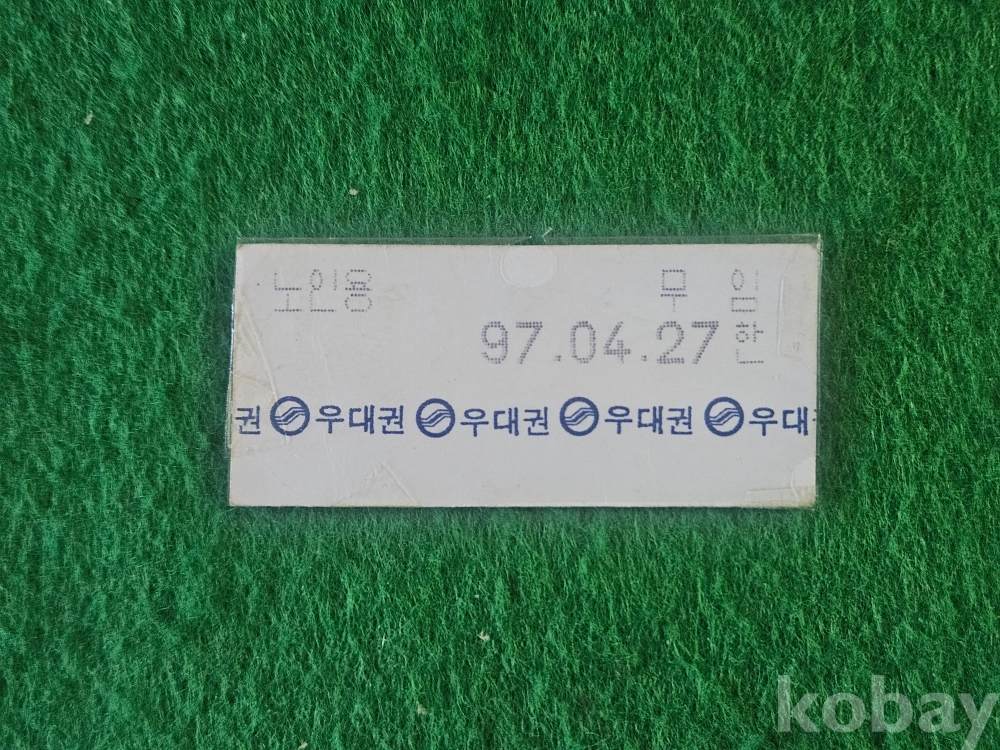 노인용 무 임
97.04.27 한
권 우대권 우대권 우대권 우대권
kobay